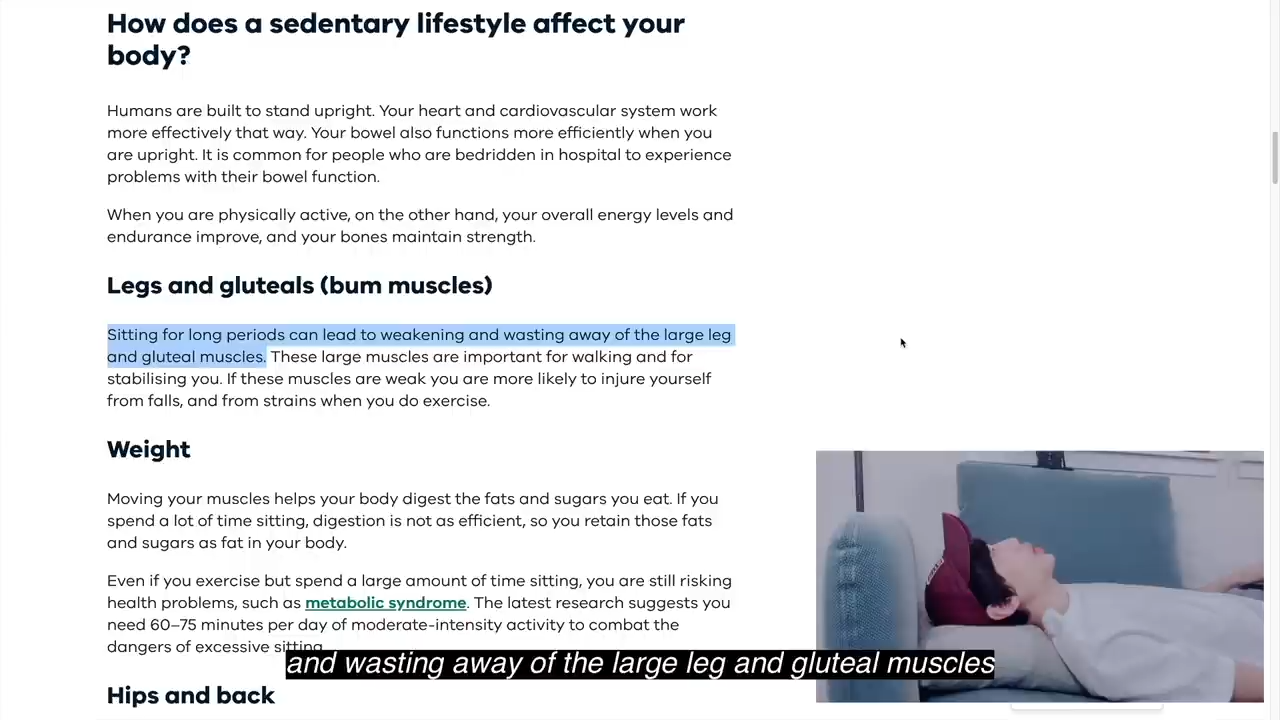 How does a sedentary lifestyle affect your
body?
Humans are built to stand upright. Your heart and cardiovascular system work
more effectively that way. Your bowel also functions more efficiently when you
are upright. It is common for people who are bedridden in hospital to experience
problems with their bowel function.
When you are physically active, on the other hand, your overall energy levels and
endurance improve, and your bones maintain strength.
Legs and gluteals (bum muscles)
Sitting for long periods can lead to weakening and wasting away of the large leg
and gluteal muscles. These large muscles are important for walking and for
stabilising you. If these muscles are weak you are more likely to injure yourself
from falls, and from strains when you do exercise.
Weight
Moving your muscles helps your body digest the fats and sugars you eat. If you
spend a lot of time sitting, digestion is not as efficient, so you retain those fats
and sugars as fat in your body.
Even if you exercise but spend a large amount of time sitting, you are still risking
health problems, such as metabolic syndrome. The latest research suggests you
need 60–75 minutes per day of moderate-intensity activity to combat the
dangers of excessive sitting.
and wasting away of the large leg and gluteal muscles
Hips and back